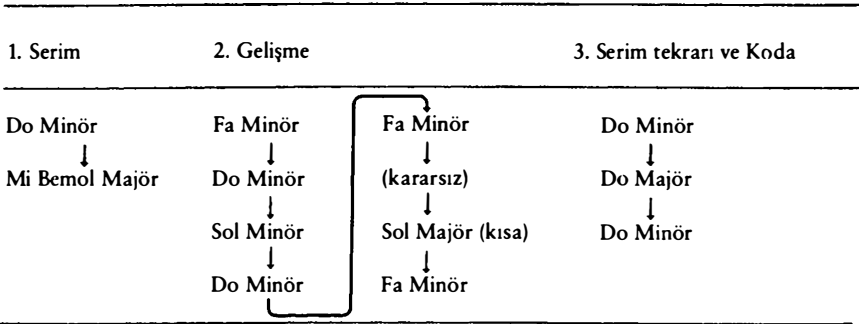 1. Serim 2. Gelişme 3. Serim tekrarı ve Koda
Do Minör Fa Minör Fa Minör Do Minör
Mi Bemol Majör Do Minör (kararsız) Do Majör
Sol Minör Sol Majör (kısa) Do Minör
Do Minör Fa Minör